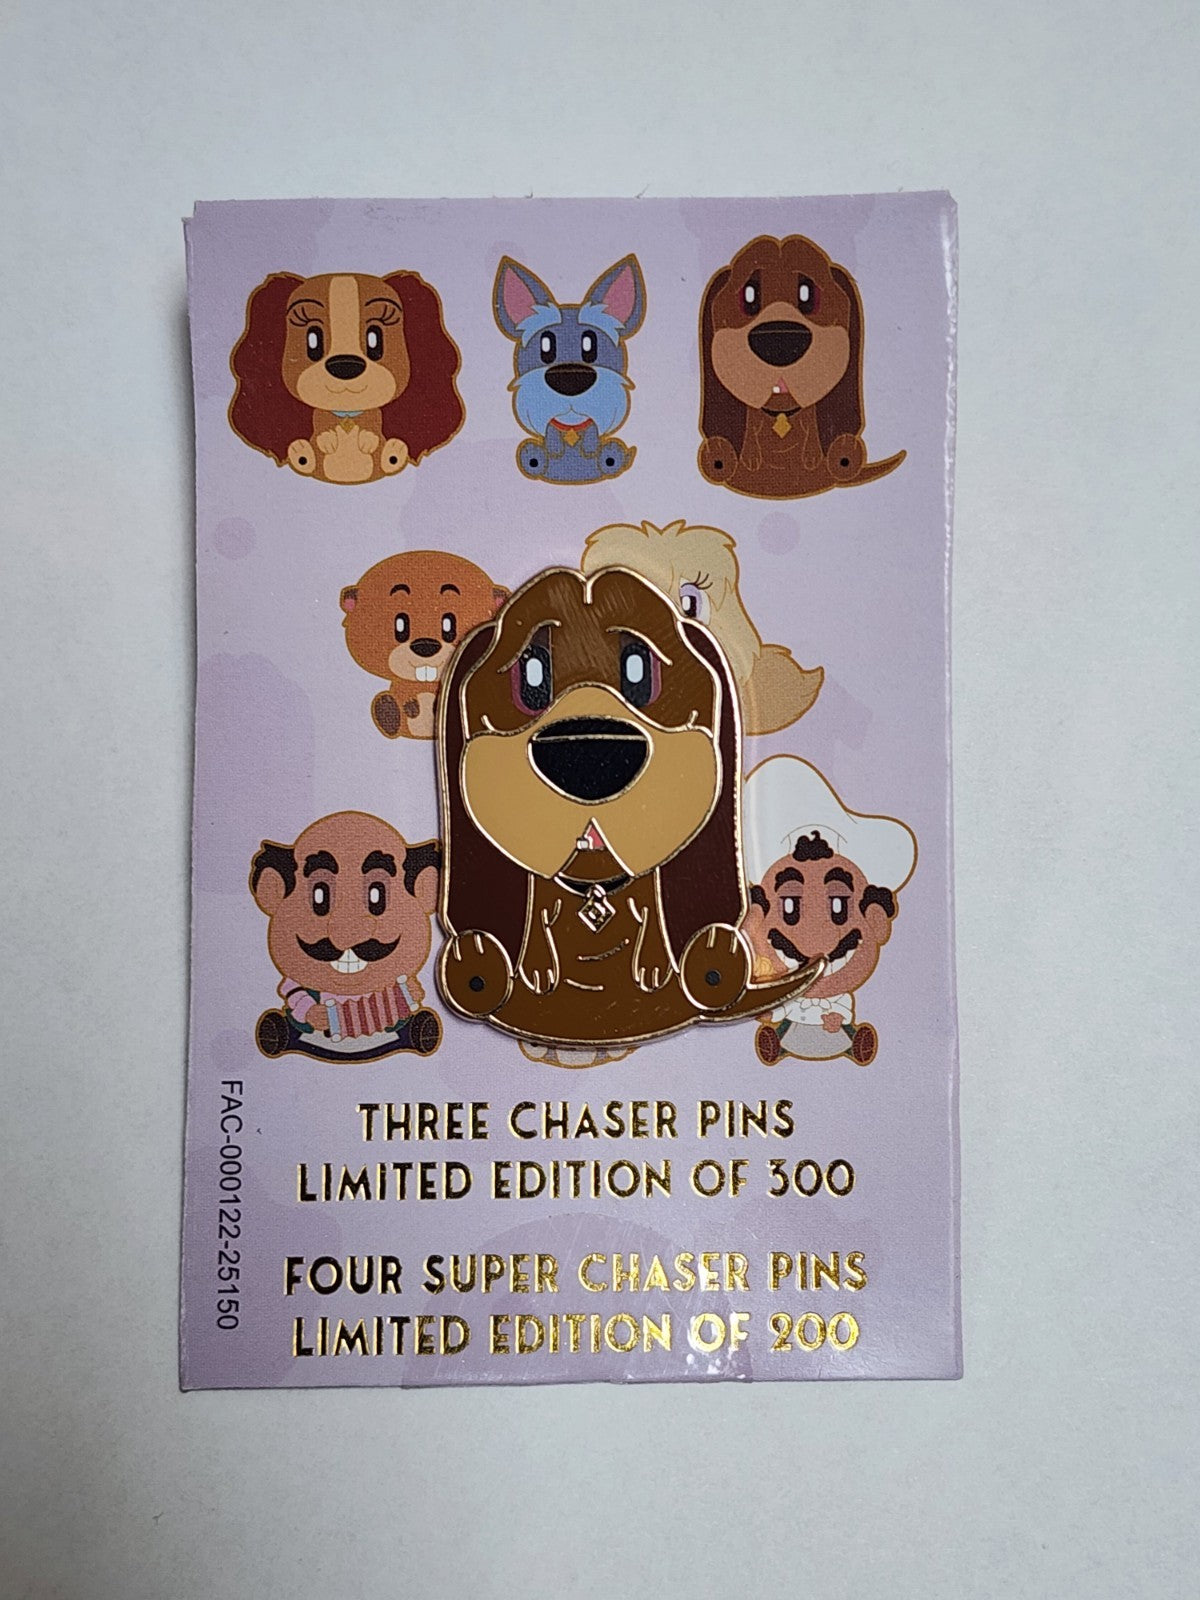 THREE CHASER PINS
LIMITED EDITION OF 300
FOUR SUPER CHASER PINS
LIMITED EDITION OF 200
FAC-000122-25150